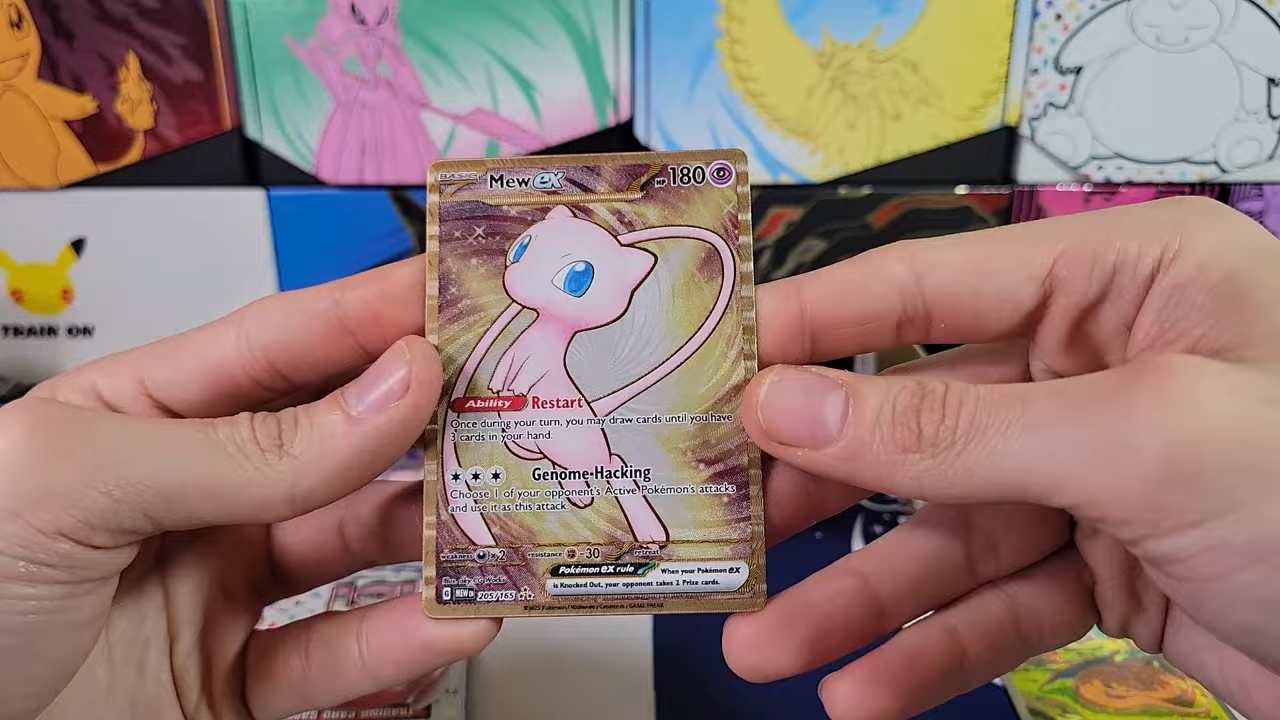 BASIC Mew ex HP 180
TRAIN ON
Ability Restart
Once during your turn, you may draw cards until you have
3 cards in your hand.
Genome Hacking
Choose 1 of your opponent's Active Pokémon's attacks
and use it as this attack.
weakness x2 resistance -30 retreat
Pokémon ex rule When your Pokémon ex
is Knocked Out, your opponent takes 2 Prize cards.
G MEW EN 205/165